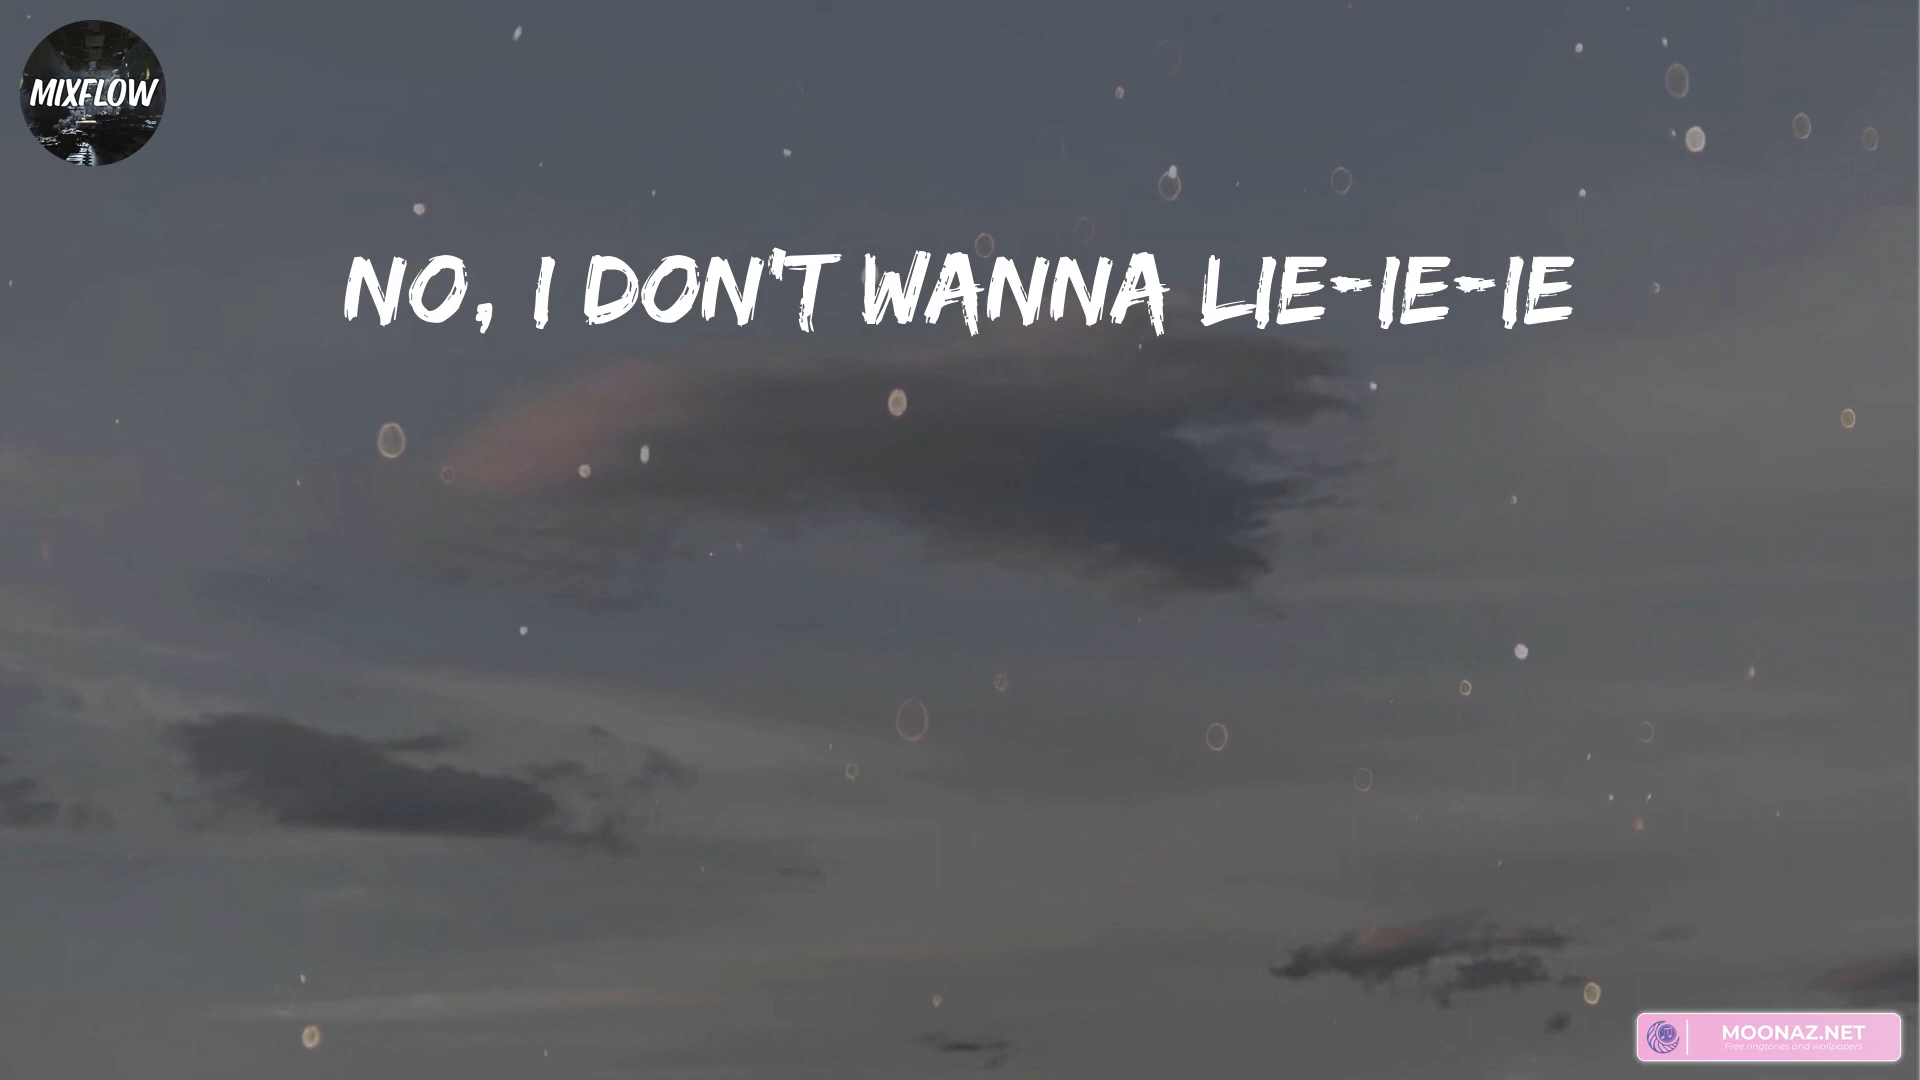 MIXFLOW
NO, I DON'T WANNA LIE-IE-IE
MOONAZ.NET
Free ringtones and wallpapers